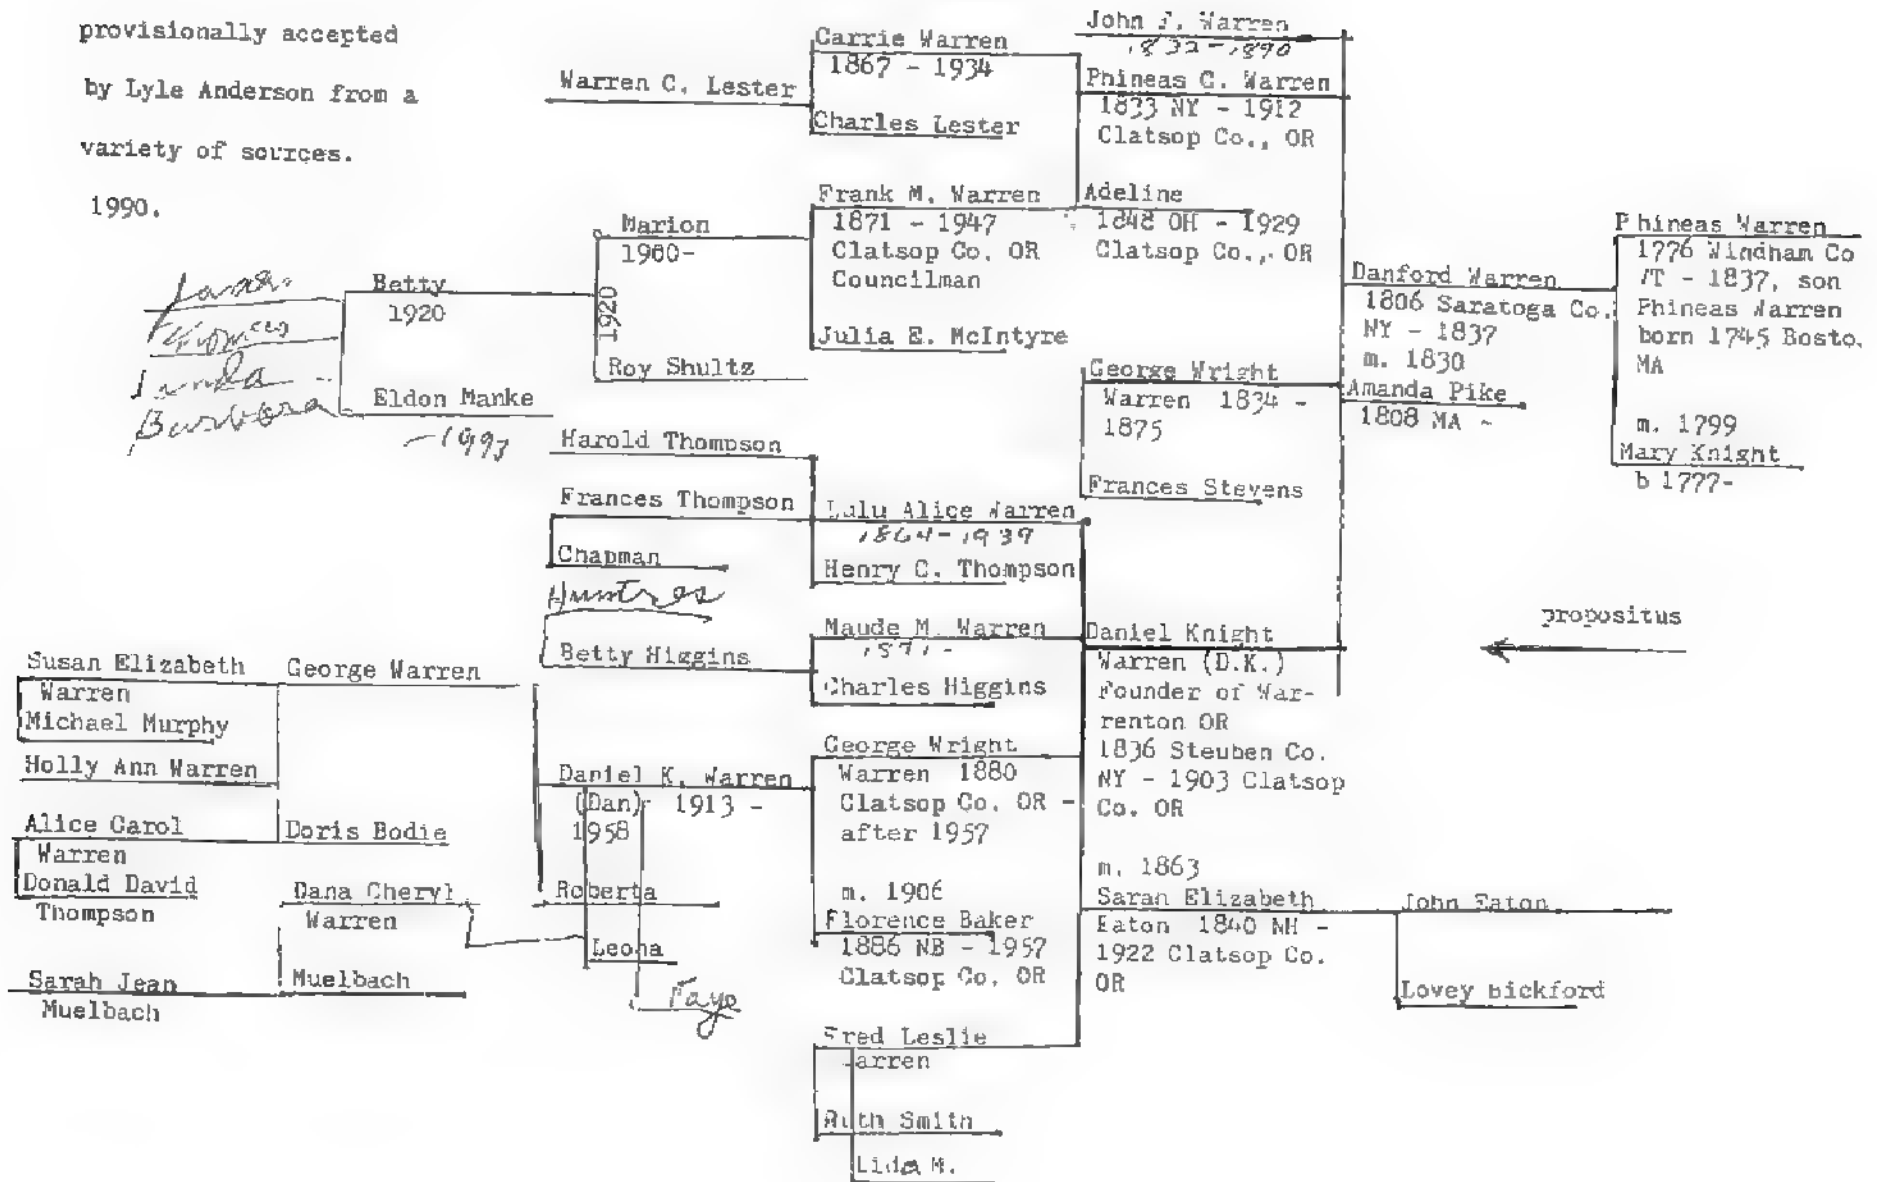 provisionally accepted
by Lyle Anderson from a
variety of sources.
1990.
Susan Elizabeth
Warren
Michael Murphy
Holly Ann Warren
Alice Carol
Warren
Donald David
Thompson
Sarah Jean
Muelbach
George Warren
Doris Bodie
Dana Cheryl
Warren
Muelbach
Linda
Barbara
Betty
1920
Eldon Manke
-1993
Warren C. Lester
Marion
1900-
1920
Roy Shultz
Harold Thompson
Frances Thompson
Chapman
Betty Higgins
Daniel K. Warren
(Dan) 1913 -
1958
Roberta
Leona
Faye
Carrie Warren
1867 - 1934
Charles Lester
Frank M. Warren
1871 - 1947
Clatsop Co. OR
Councilman
Julia E. McIntyre
Lulu Alice Warren
1864-1939
Henry C. Thompson
Maude M. Warren
1871-
Charles Higgins
George Wright
Warren 1880
Clatsop Co. OR -
after 1957
m. 1906
Florence Baker
1886 NB - 1957
Clatsop Co. OR
Fred Leslie
Warren
Ruth Smith
Lida M.
John F. Warren
1832-1890
Phineas C. Warren
1833 NY - 1912
Clatsop Co., OR
Adeline
1848 OH - 1929
Clatsop Co., OR
George Wright
Warren 1834 -
1875
Frances Stevens
Daniel Knight
Warren (D.K.)
Founder of War-
renton OR
1836 Steuben Co.
NY - 1903 Clatsop
Co. OR
m. 1863
Sarah Elizabeth
Eaton 1840 NH -
1922 Clatsop Co.
OR
Danford Warren
1806 Saratoga Co.
NY - 1837
m. 1830
Amanda Pike
1808 MA -
John Eaton
Lovey Bickford
Phineas Warren
1776 Windham Co
VT - 1837, son
Phineas Warren
born 1745 Bosto.
MA
m. 1799
Mary Knight
b 1777-
propositus